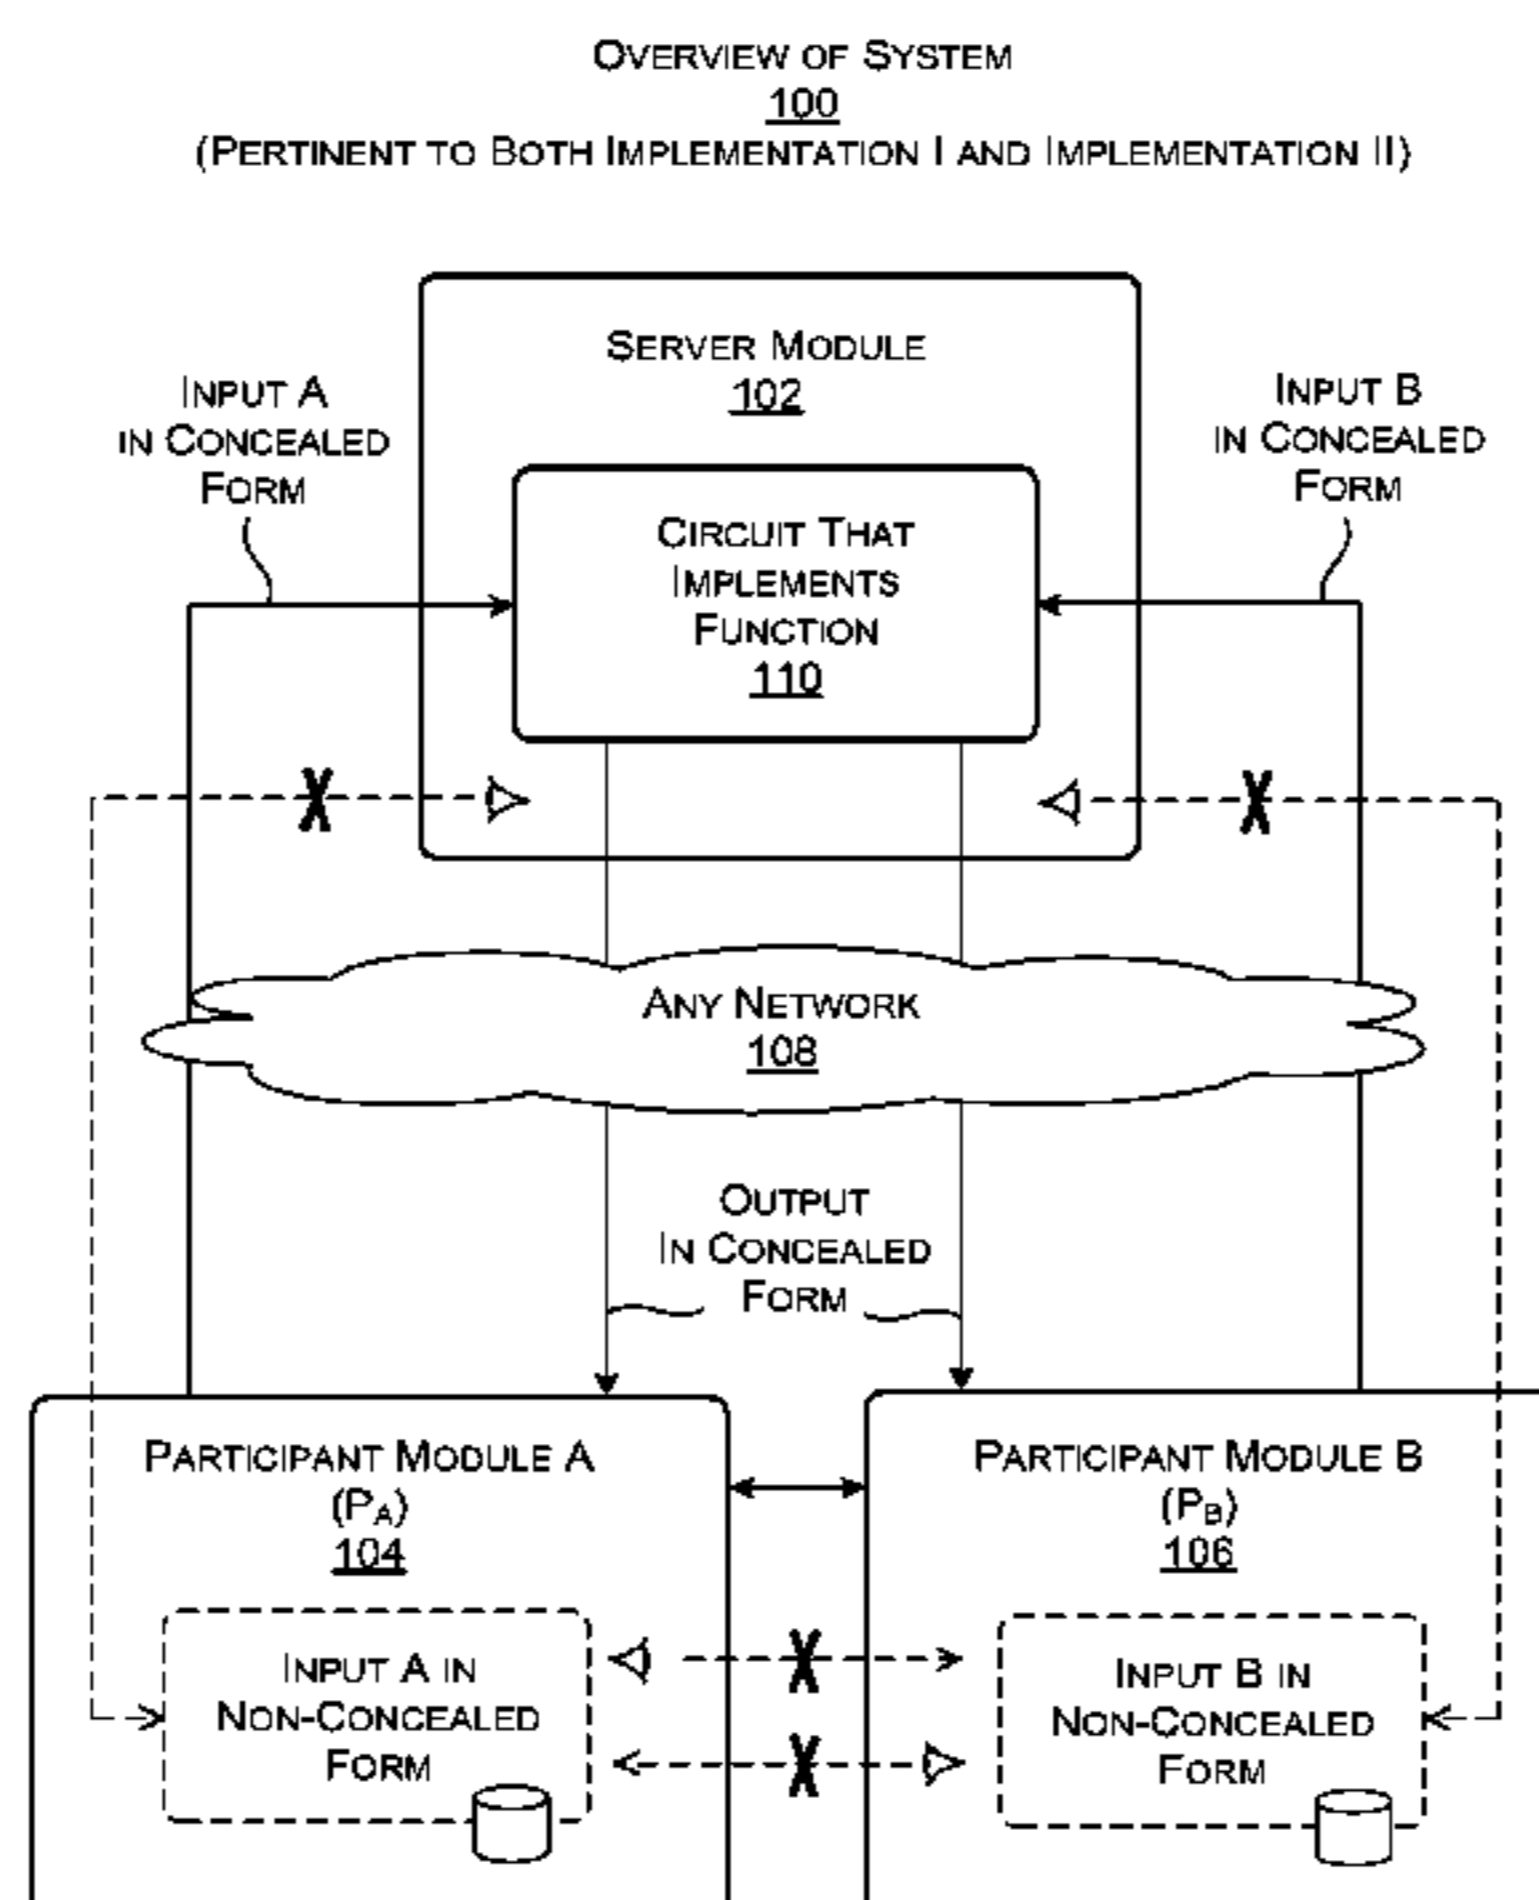 OVERVIEW OF SYSTEM
100
(PERTINENT TO BOTH IMPLEMENTATION I AND IMPLEMENTATION II)
SERVER MODULE
102
INPUT A
IN CONCEALED
FORM
INPUT B
IN CONCEALED
FORM
CIRCUIT THAT
IMPLEMENTS
FUNCTION
110
X
X
ANY NETWORK
108
OUTPUT
IN CONCEALED
FORM
PARTICIPANT MODULE A
(PA)
104
PARTICIPANT MODULE B
(PB)
106
INPUT A IN
NON-CONCEALED
FORM
X
X
INPUT B IN
NON-CONCEALED
FORM